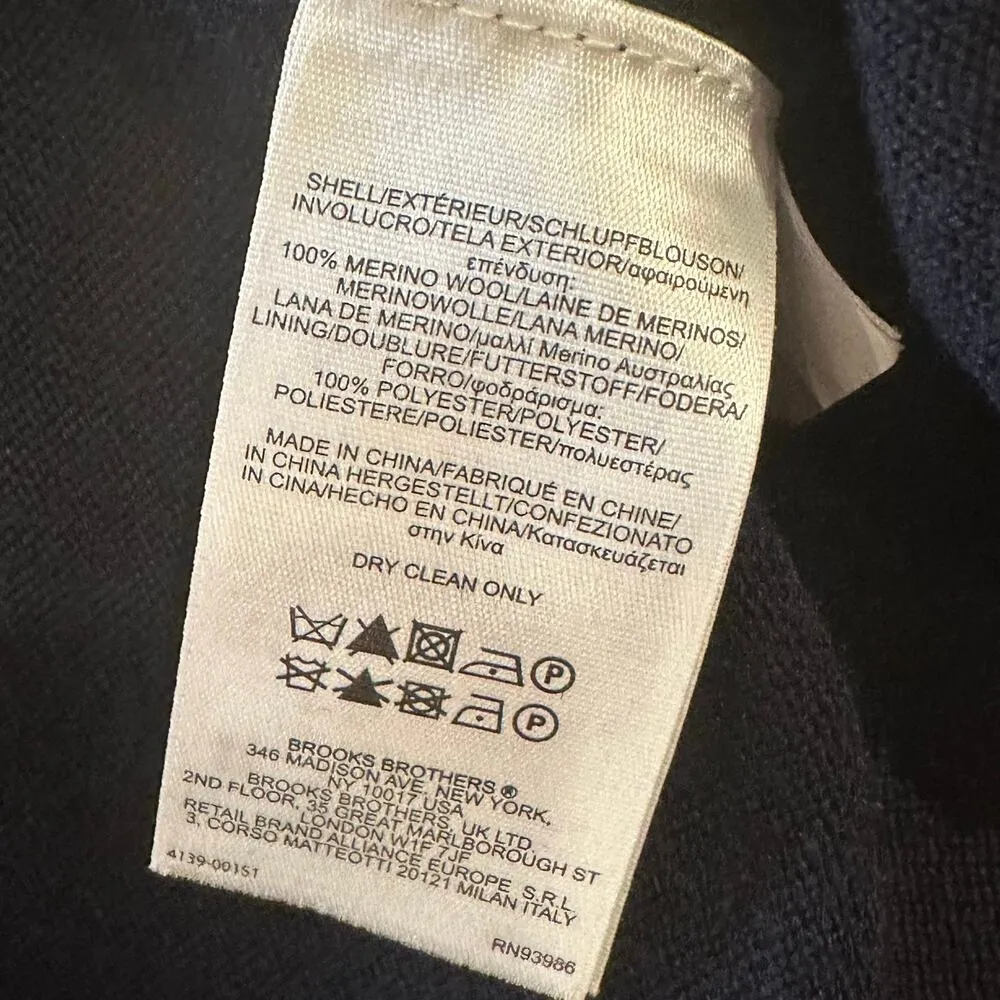 SHELL/EXTÉRIEUR/SCHLUPFBLOUSON/
INVOLUCRO/TELA EXTERIOR/αφαιρούμενη
επένδυση:
100% MERINO WOOL/LAINE DE MERINOS/
MERINOWOLLE/LANA MERINO/
LANA DE MERINO/μαλλί Merino Αυστραλίας
LINING/DOUBLURE/FUTTERSTOFF/FODERA/
FORRO/φοδράρισμα:
100% POLYESTER/POLYESTER/
POLIESTERE/POLIESTER/πολυεστέρας
MADE IN CHINA/FABRIQUÉ EN CHINE/
IN CHINA HERGESTELLT/CONFEZIONATO
IN CINA/HECHO EN CHINA/Κατασκευάζεται
στην Κίνα
DRY CLEAN ONLY
P
P
BROOKS BROTHERS ®
346 MADISON AVE, NEW YORK,
NY 10017 USA
BROOKS BROTHERS, UK LTD.
2ND FLOOR, 35 GREAT MARLBOROUGH ST
LONDON W1F 7JF
RETAIL BRAND ALLIANCE EUROPE S.R.L
3, CORSO MATTEOTTI 20121 MILAN ITALY
4139-001ST
RN93986